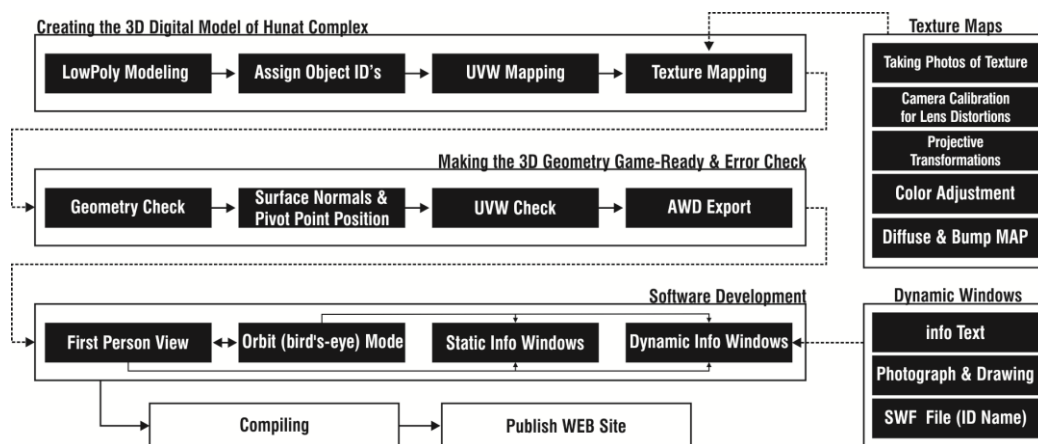 Creating the 3D Digital Model of Hunat Complex
LowPoly Modeling
Assign Object ID's
UVW Mapping
Texture Mapping
Texture Maps
Taking Photos of Texture
Camera Calibration
for Lens Distortions
Projective
Transformations
Color Adjustment
Diffuse & Bump MAP
Making the 3D Geometry Game-Ready & Error Check
Geometry Check
Surface Normals &
Pivot Point Position
UVW Check
AWD Export
Software Development
First Person View
Orbit (bird's-eye) Mode
Static Info Windows
Dynamic Info Windows
Dynamic Windows
info Text
Photograph & Drawing
SWF File (ID Name)
Compiling
Publish WEB Site